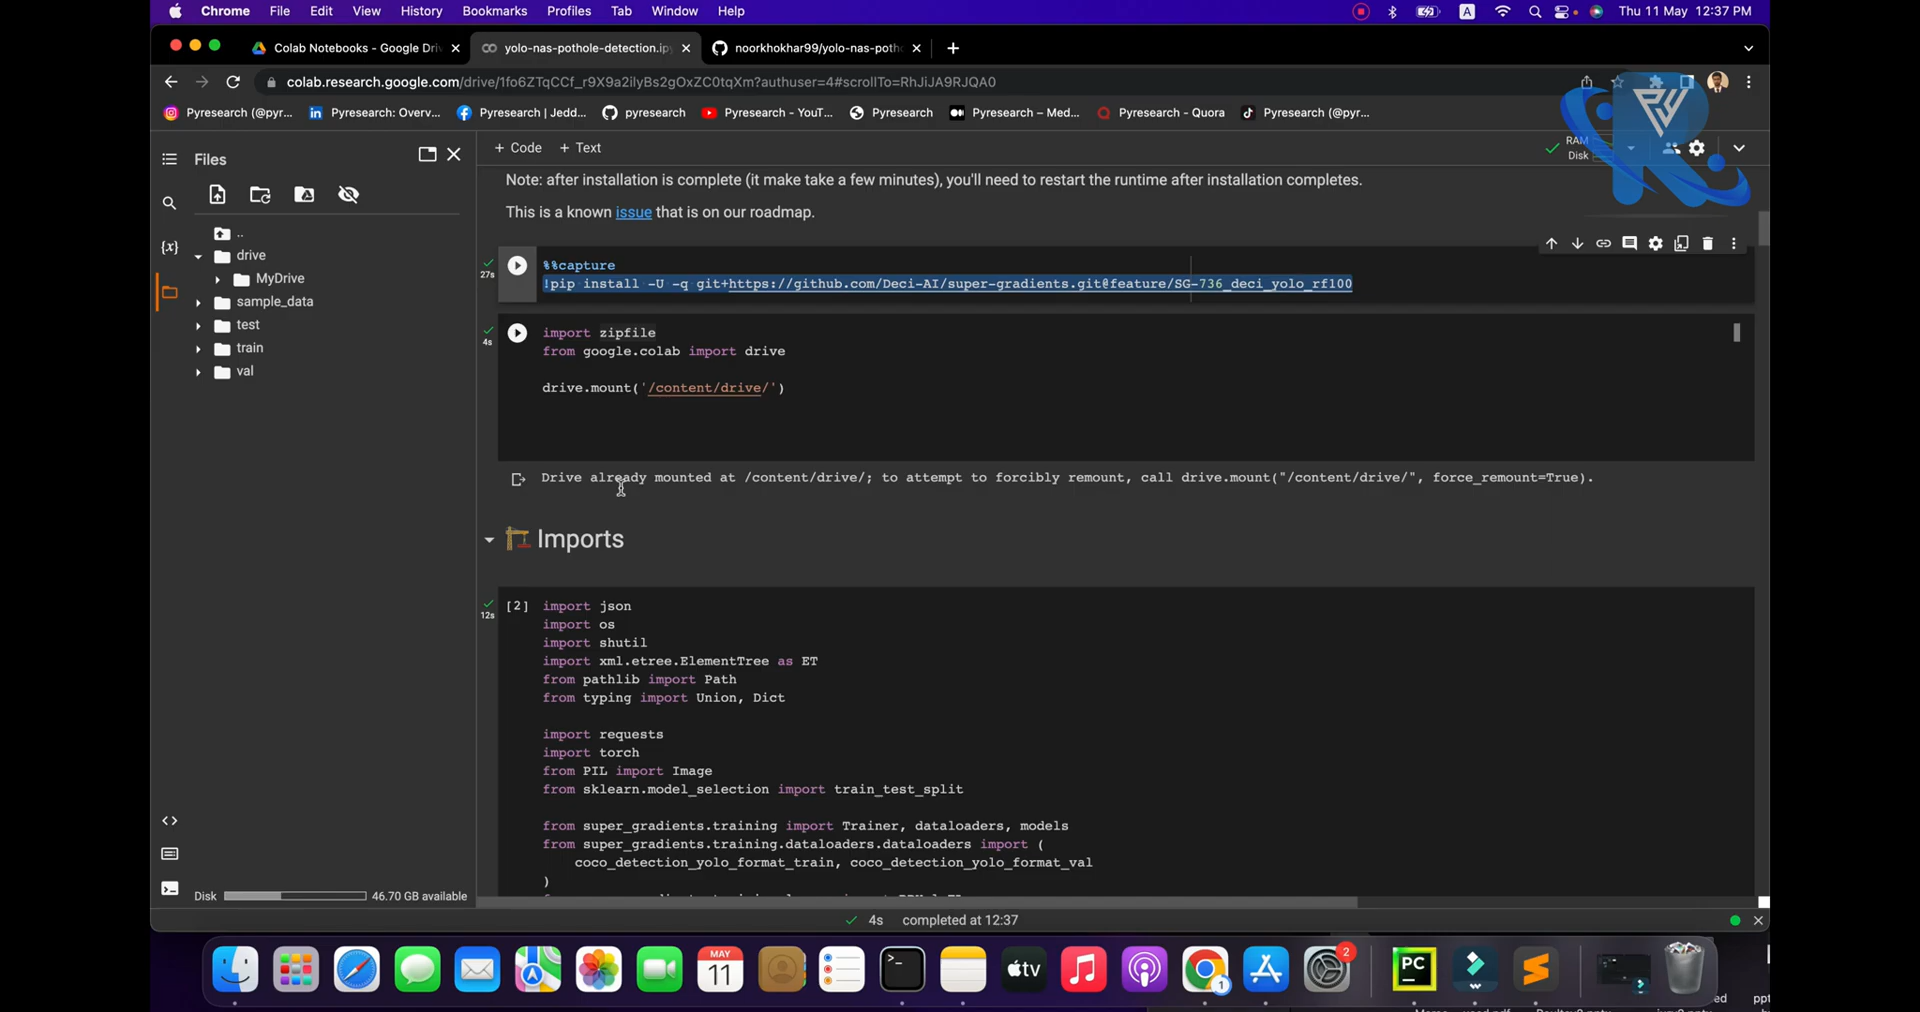 Chrome File Edit View History Bookmarks Profiles Tab Window Help A Thu 11 May 12:37 PM
Colab Notebooks - Google Dri yolo-nas-pothole-detection.ipy noorkhokhar99/yolo-nas-poth
colab.research.google.com/drive/1fo6ZTqCCf_r9X9a2ilyBs2gOxZC0tqXm?authuser=4#scrollTo=RhJiJA9RJQA0
Pyresearch (@pyr... Pyresearch: Overv... Pyresearch | Jedd... pyresearch Pyresearch - YouT... Pyresearch Pyresearch – Med... Pyresearch - Quora Pyresearch (@pyr...
Files
+ Code + Text
RAM
Disk
Note: after installation is complete (it make take a few minutes), you'll need to restart the runtime after installation completes.
This is a known issue that is on our roadmap.
..
drive
MyDrive
sample_data
test
train
val
27s
%%capture
!pip install -U -q git+https://github.com/Deci-AI/super-gradients.git@feature/SG-736_deci_yolo_rf100
4s
import zipfile
from google.colab import drive
drive.mount('/content/drive/')
Drive already mounted at /content/drive/; to attempt to forcibly remount, call drive.mount("/content/drive/", force_remount=True).
Imports
12s
[2] import json
import os
import shutil
import xml.etree.ElementTree as ET
from pathlib import Path
from typing import Union, Dict
import requests
import torch
from PIL import Image
from sklearn.model_selection import train_test_split
from super_gradients.training import Trainer, dataloaders, models
from super_gradients.training.dataloaders.dataloaders import (
coco_detection_yolo_format_train, coco_detection_yolo_format_val
)
Disk 46.70 GB available
4s completed at 12:37
MAY
11
tv
1
2
PC